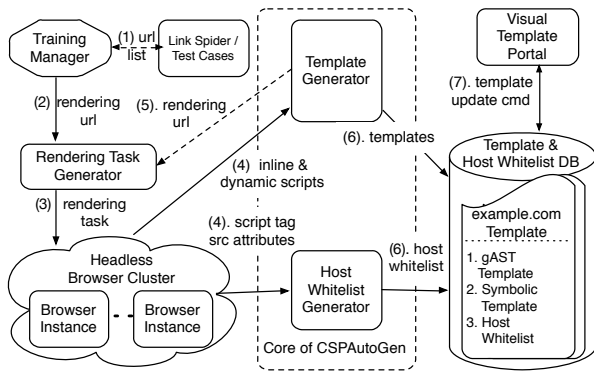 Training
Manager
(1) url
list
Link Spider /
Test Cases
Template
Generator
Visual
Template
Portal
(2) rendering
url
(5). rendering
url
(7). template
update cmd
(6). templates
Rendering Task
Generator
(4) inline &
dynamic scripts
Template &
Host Whitelist DB
(3) rendering
task
(4). script tag
src attributes
(6). host
whitelist
example.com
Template
1. gAST
Template
2. Symbolic
Template
3. Host
Whitelist
Headless
Browser Cluster
Browser
Instance
Browser
Instance
Host
Whitelist
Generator
Core of CSPAutoGen